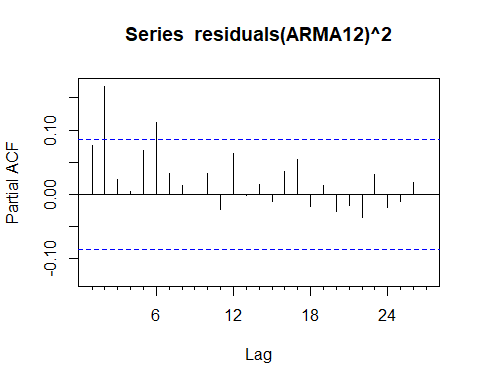 Series residuals(ARMA12)^2
Partial ACF
0.10
0.00
-0.10
6
12
18
24
Lag